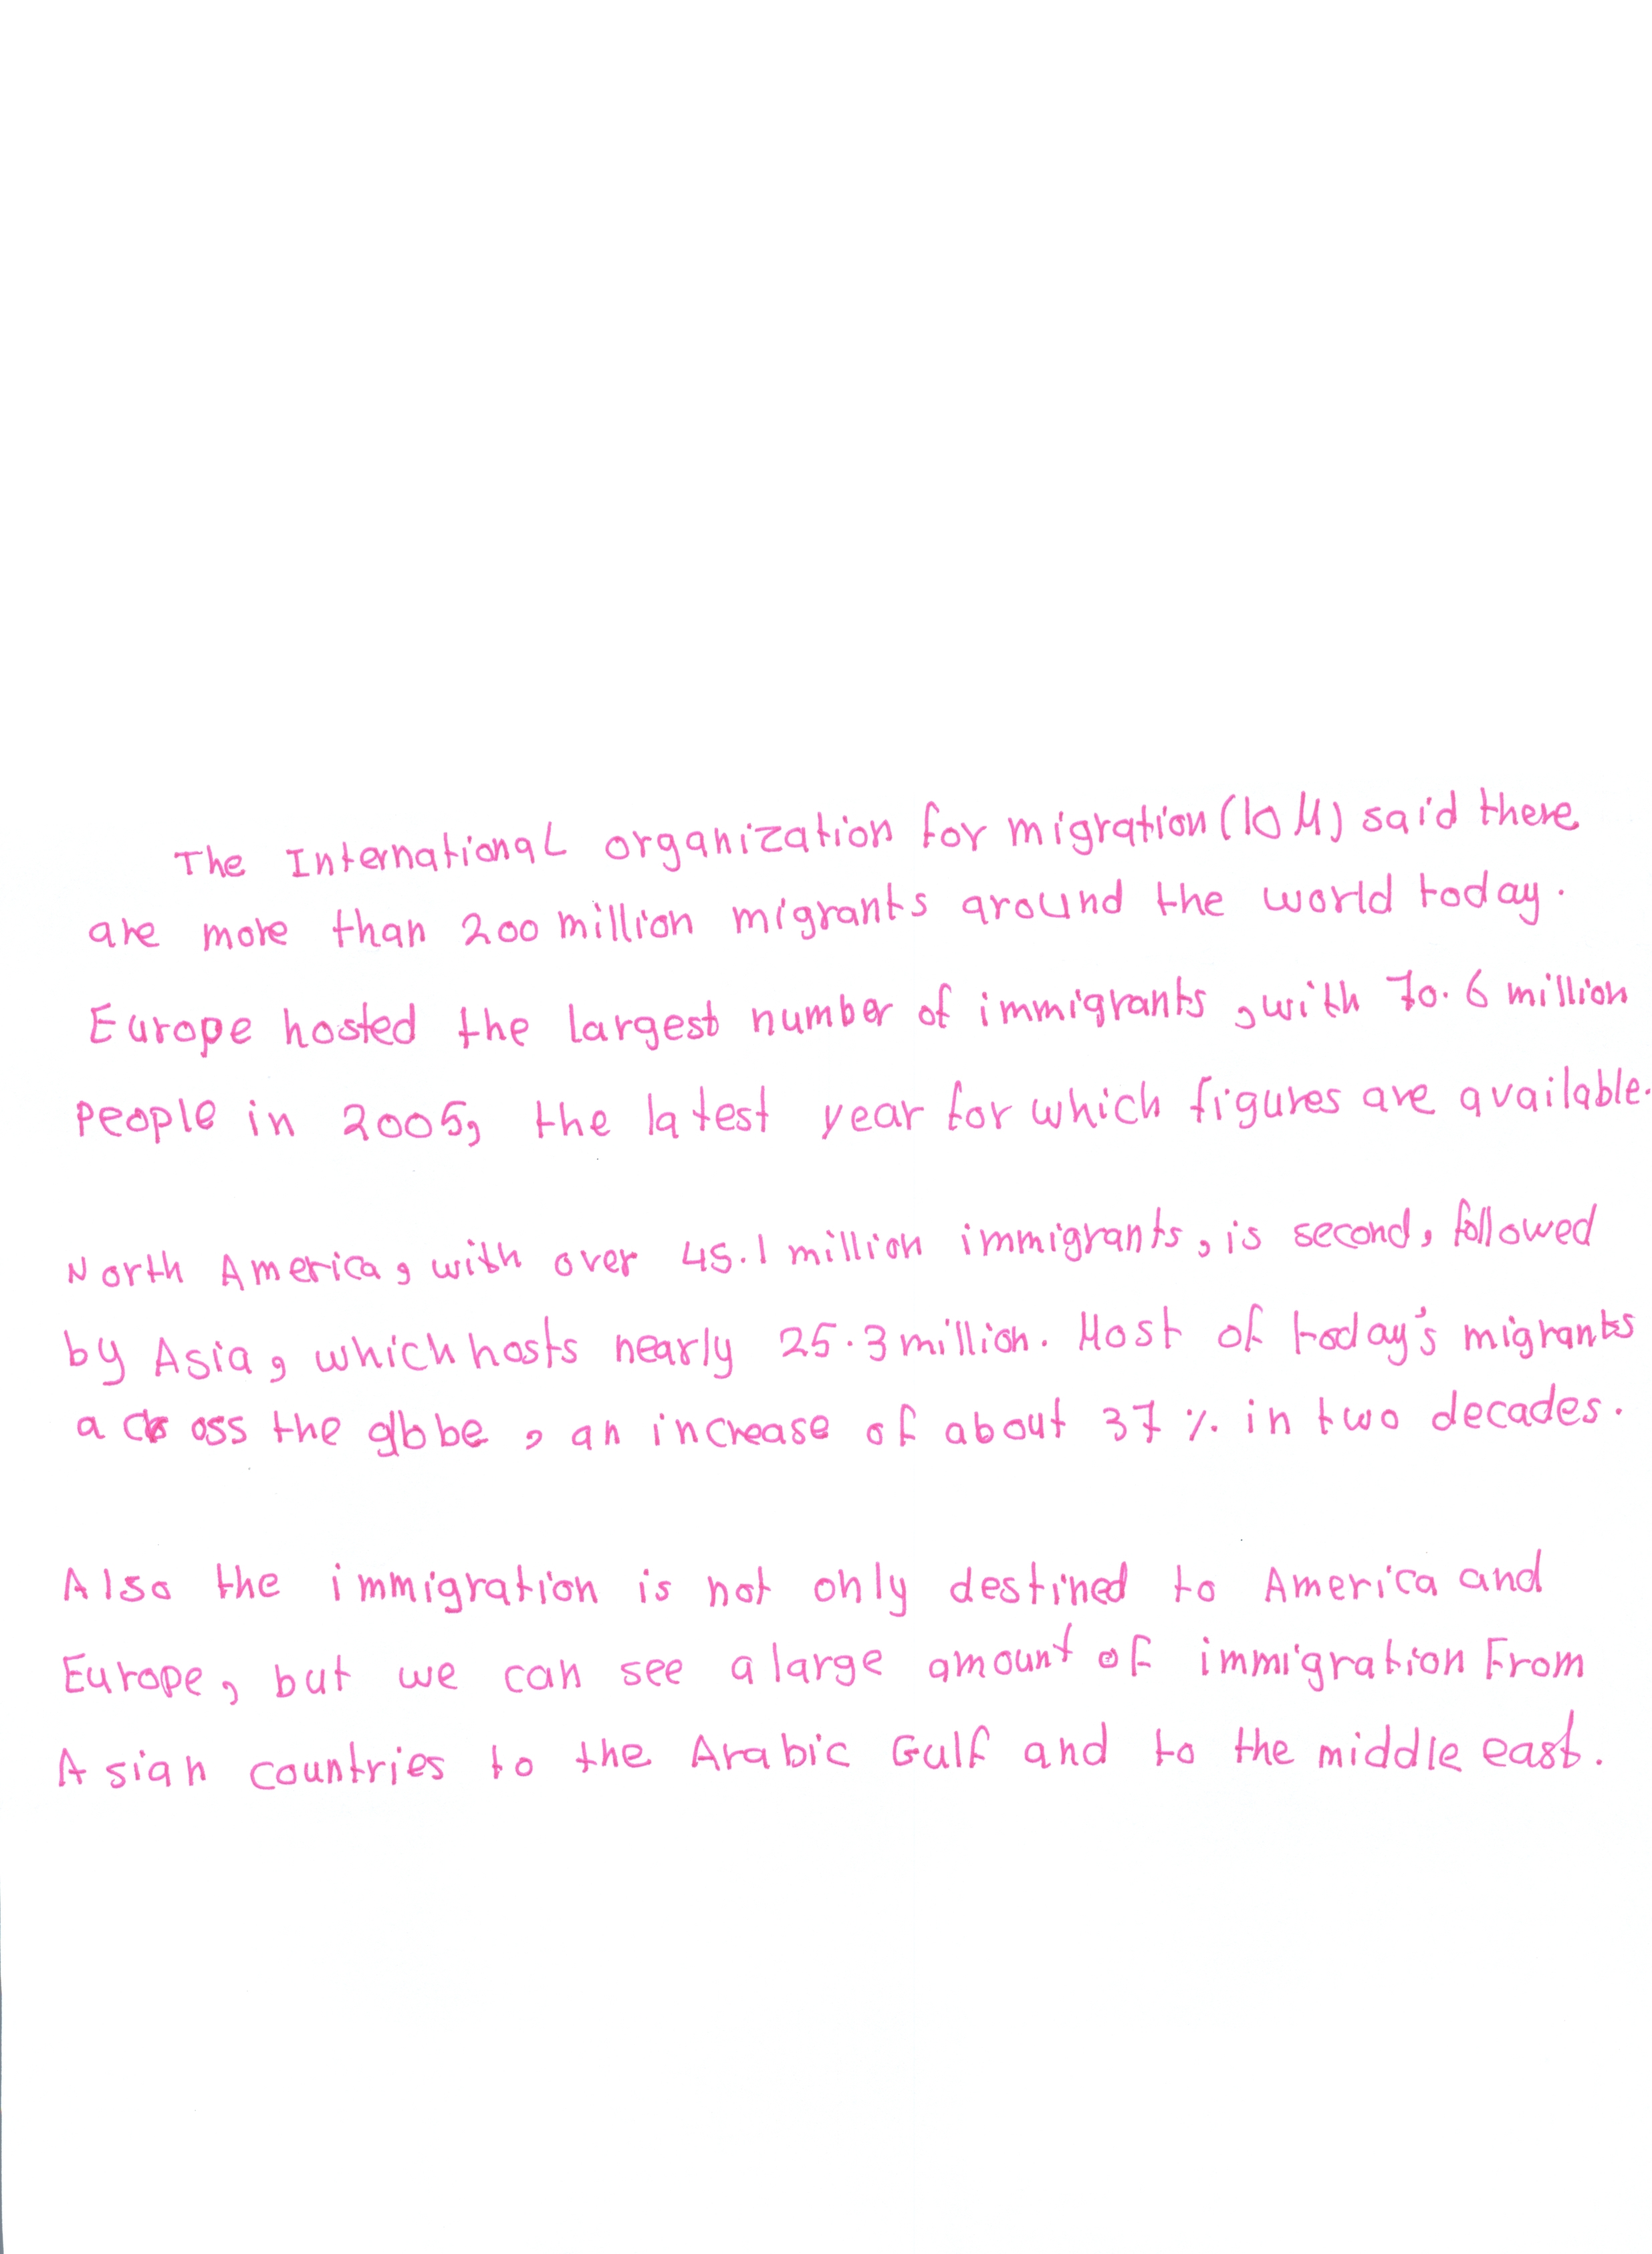 The International organization for migration (IOM) said there
are more than 200 million migrants around the world today.
Europe hosted the largest number of immigrants, with 70.6 million
People in 2005, the latest year for which figures are available.
North America, with over 45.1 million immigrants, is second, followed
by Asia, which hosts nearly 25.3 million. Most of today's migrants
across the globe, an increase of about 37% in two decades.
Also the immigration is not only destined to America and
Europe, but we can see a large amount of immigration From
Asian countries to the Arabic Gulf and to the middle east.